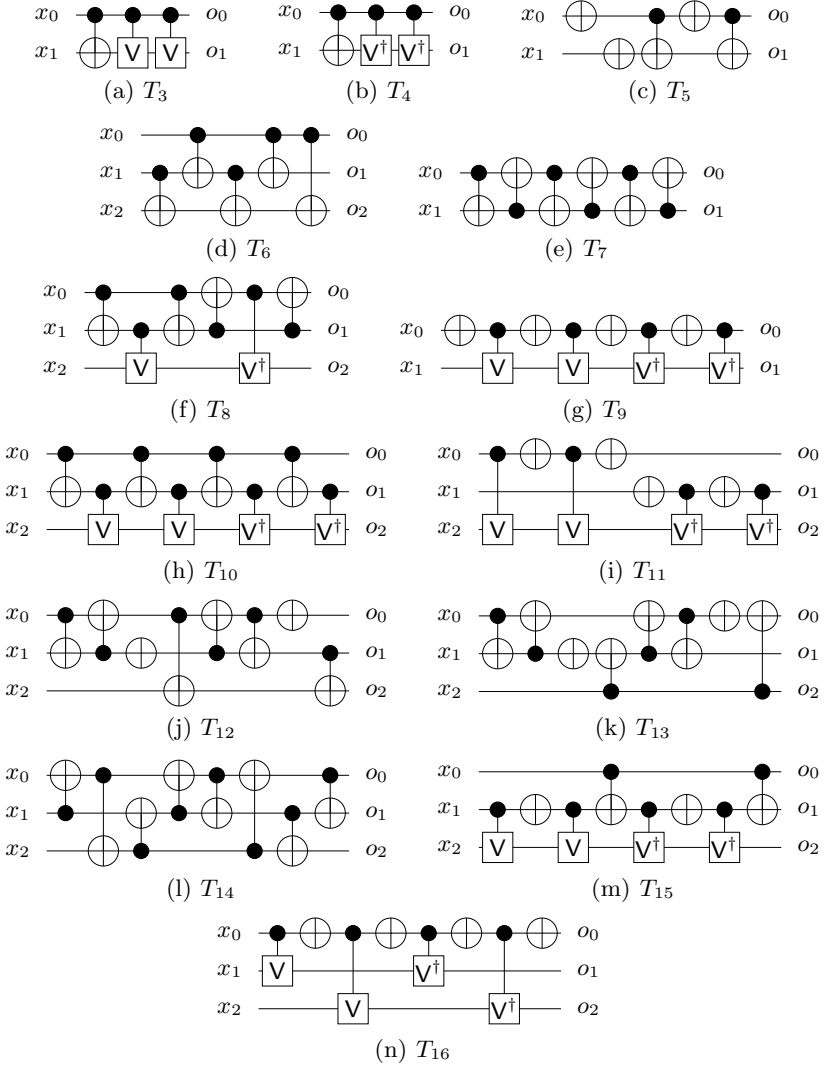 x0 o0 x0 o0 x0
x1 V V o1 x1 V† V† o1 x1 o1
o0
(a) T3 (b) T4 (c) T5
x0 o0
x1 o1 x0 o0
x2 o2 x1 o1
(d) T6 (e) T7
x0 o0
x1 o1 x0 o0
x2 V V† o2 x1 V V V† V† o1
(f) T8 (g) T9
x0 o0 x0 o0
x1 o1 x1 o1
x2 V V V† V† o2 x2 V V V† V† o2
(h) T10 (i) T11
x0 o0 x0 o0
x1 o1 x1 o1
x2 o2 x2 o2
(j) T12 (k) T13
x0 o0 x0 o0
x1 o1 x1 o1
x2 o2 x2 V V V† V† o2
(l) T14 (m) T15
x0 o0
x1 V V† o1
x2 V V† o2
(n) T16